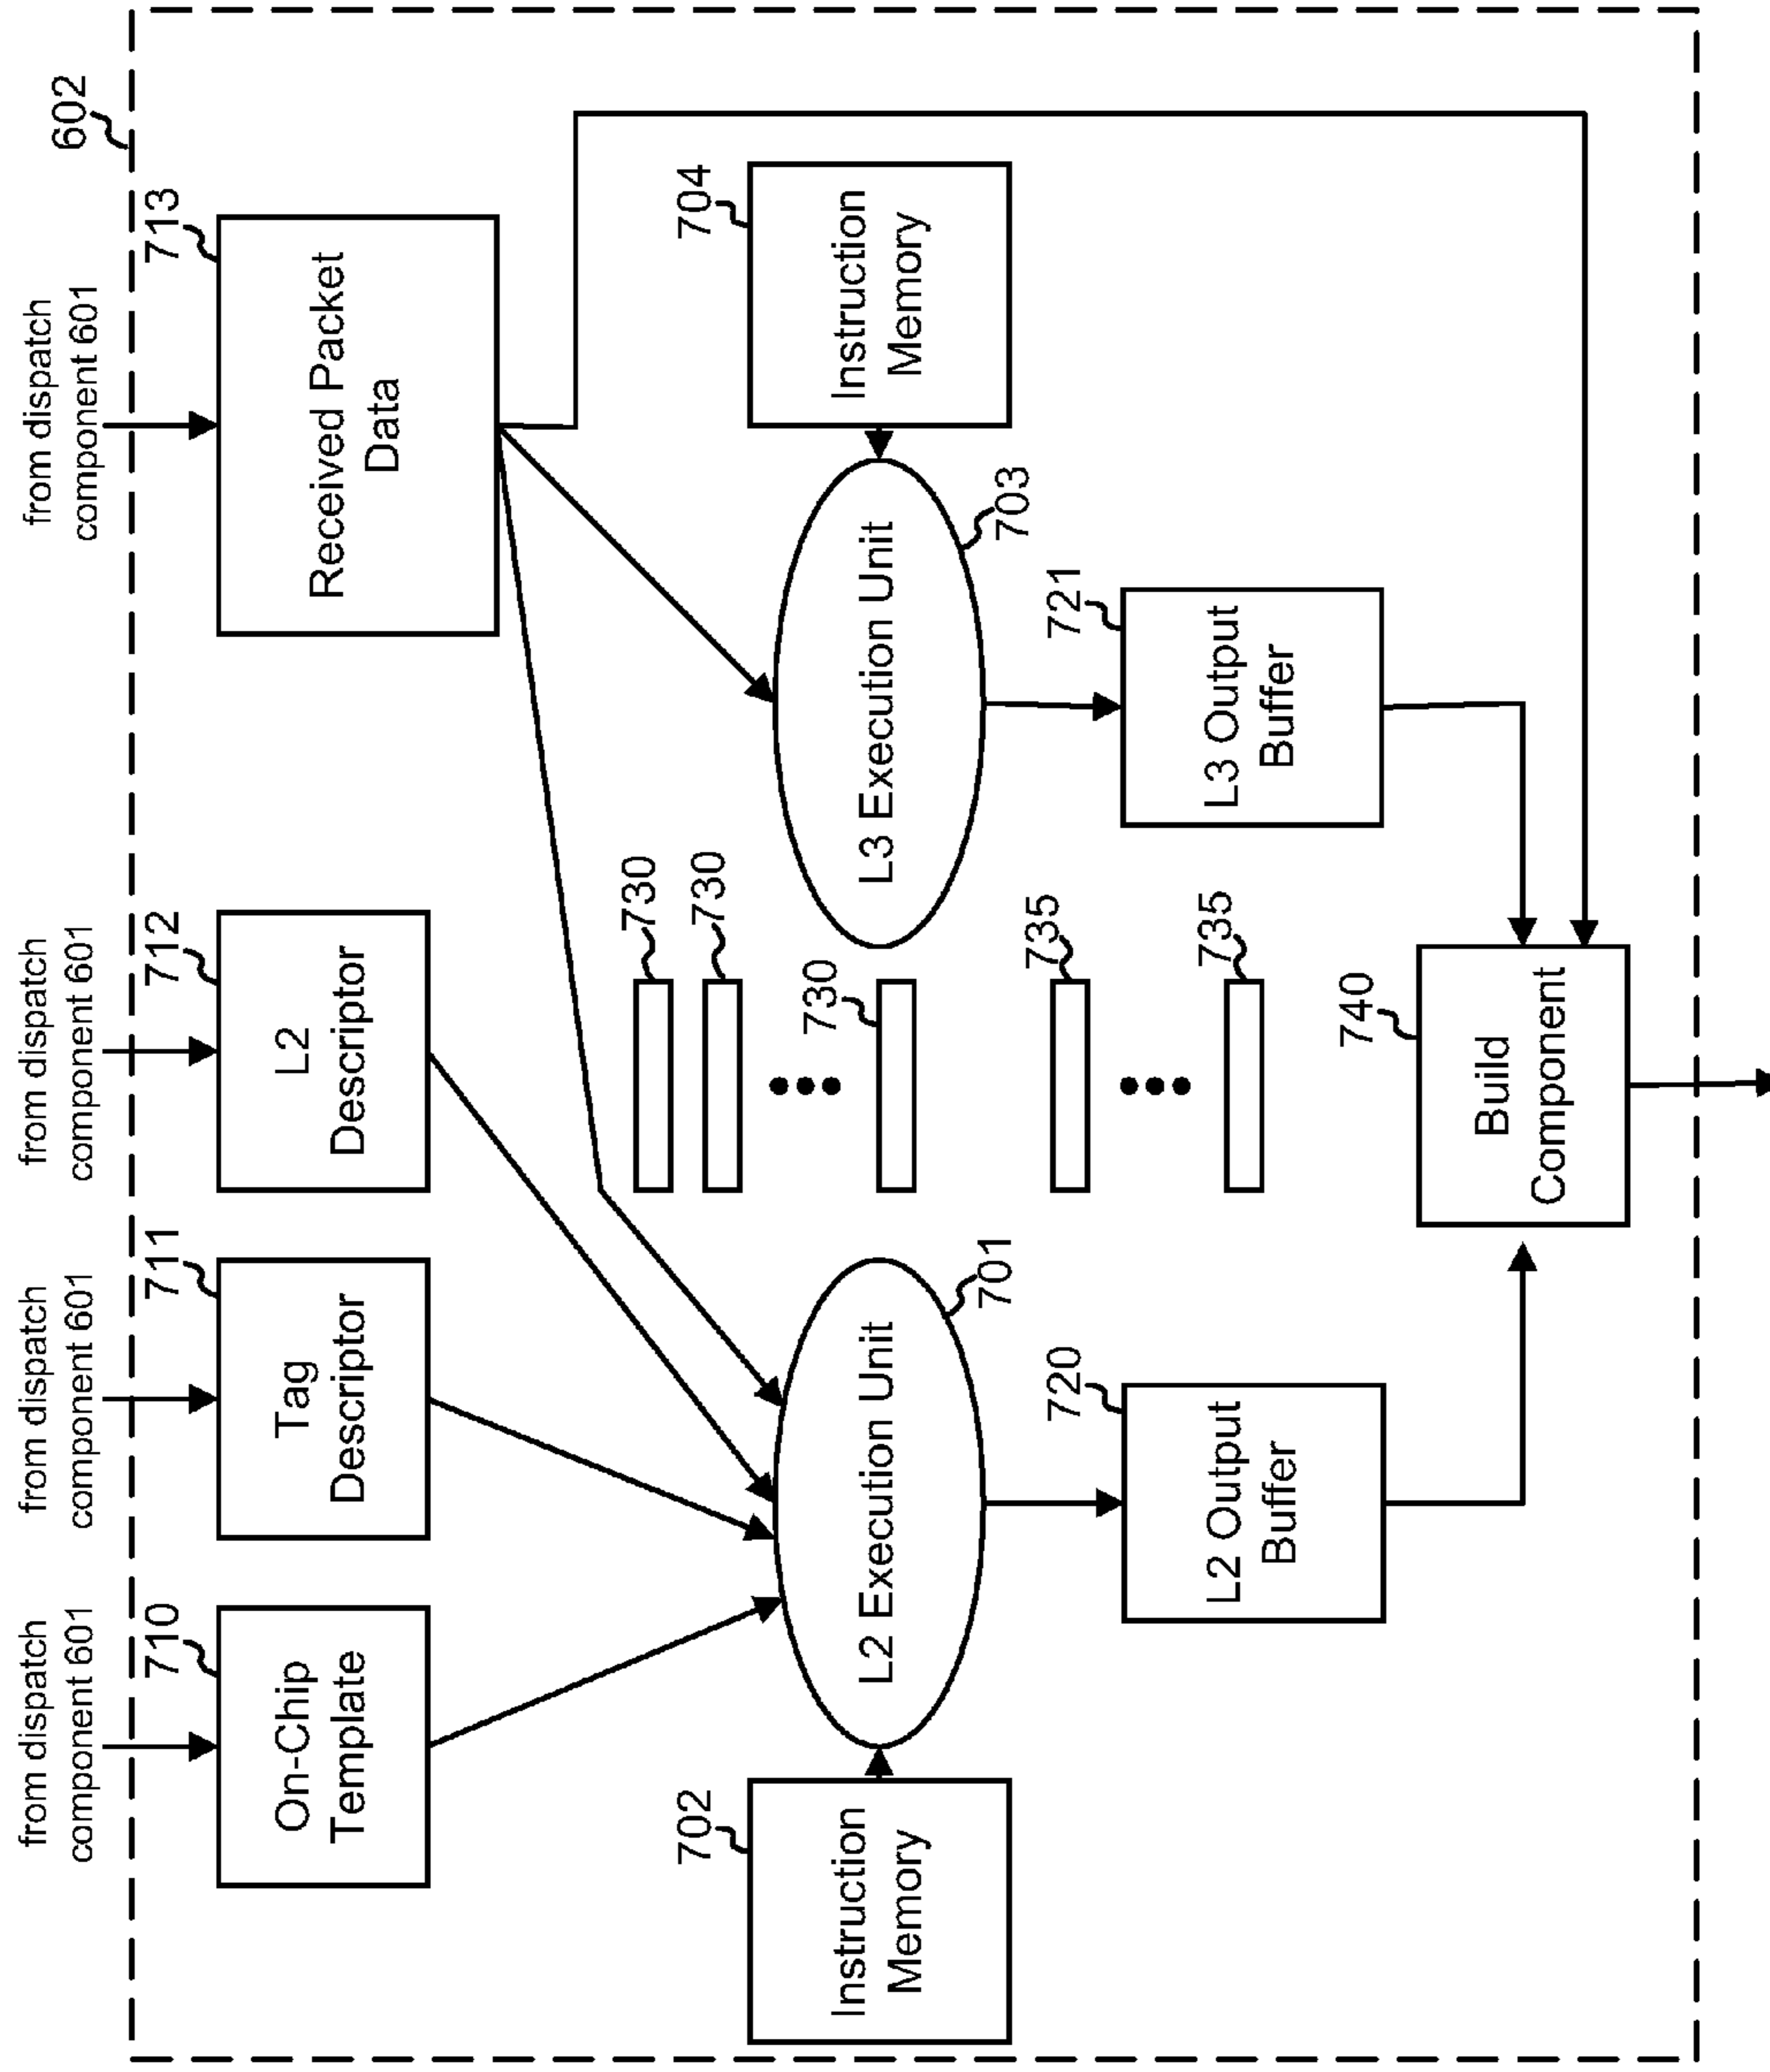 from dispatch
component 601
from dispatch
component 601
from dispatch
component 601
from dispatch
component 601
602
710
On-Chip
Template
711
Tag
Descriptor
712
L2
Descriptor
713
Received Packet
Data
702
Instruction
Memory
L2 Execution Unit
701
730
730
730
735
735
L3 Execution Unit
703
704
Instruction
Memory
720
L2 Output
Buffer
721
L3 Output
Buffer
740
Build
Component